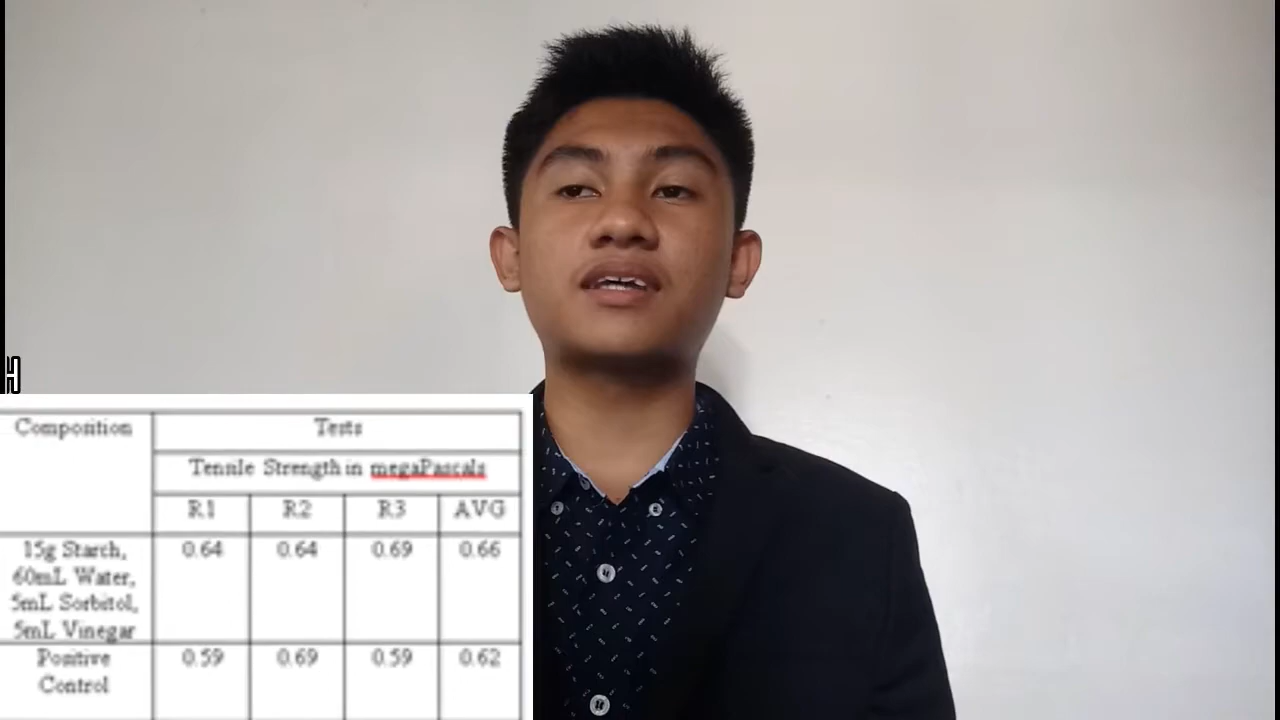 H
Composition
Tests
Tensile Strength in megaPascals
R1 R2 R3 AVG
15g Starch,
60mL Water,
5mL Sorbitol,
5mL Vinegar
0.64 0.64 0.69 0.66
Positive
Control
0.59 0.69 0.59 0.62